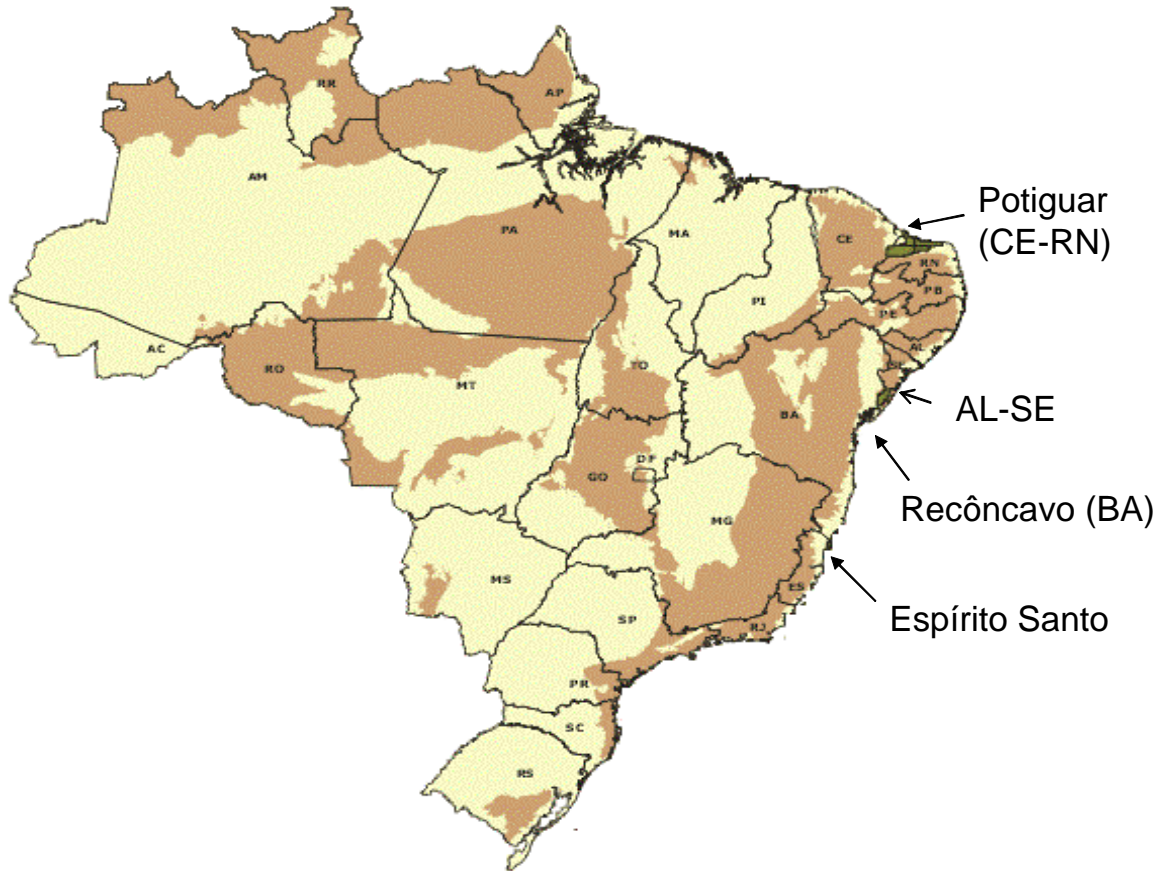 RR
AP
AM
PA
MA
CE
Potiguar
(CE-RN)
RN
PB
PI
PE
AL
AC
RO
MT
TO
BA
AL-SE
GO
DF
Recôncavo (BA)
MG
MS
ES
Espírito Santo
SP
RJ
PR
SC
RS